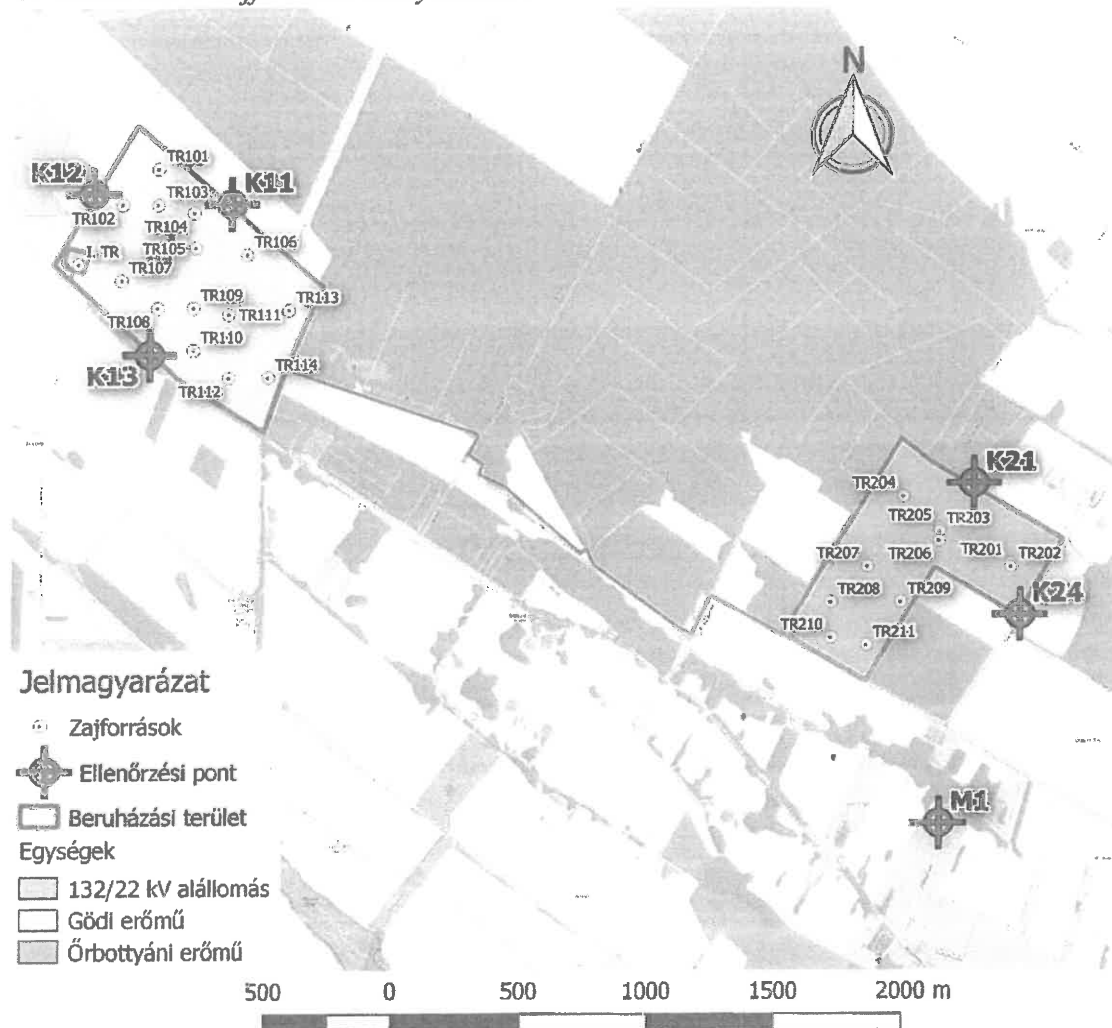 N
TR101
K12
TR103
K11
TR102
TR104
TR105
TR106
I. TR
TR107
TR109
TR113
TR108
TR111
TR110
K13
TR114
TR112
K21
TR204
TR205
TR203
TR207
TR206
TR201
TR202
TR208
TR209
K24
TR210
TR211
M1
Jelmagyarázat
Zajforrások
Ellenőrzési pont
Beruházási terület
Egységek
132/22 kV alállomás
Gödi erőmű
Őrbottyáni erőmű
500 0 500 1000 1500 2000 m